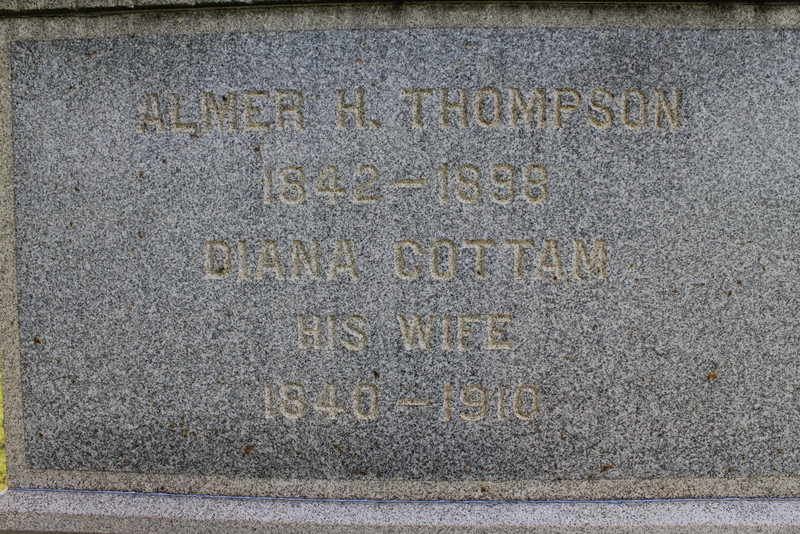 ALMER H. THOMPSON
1842–1898
DIANA COTTAM
HIS WIFE
1840–1910